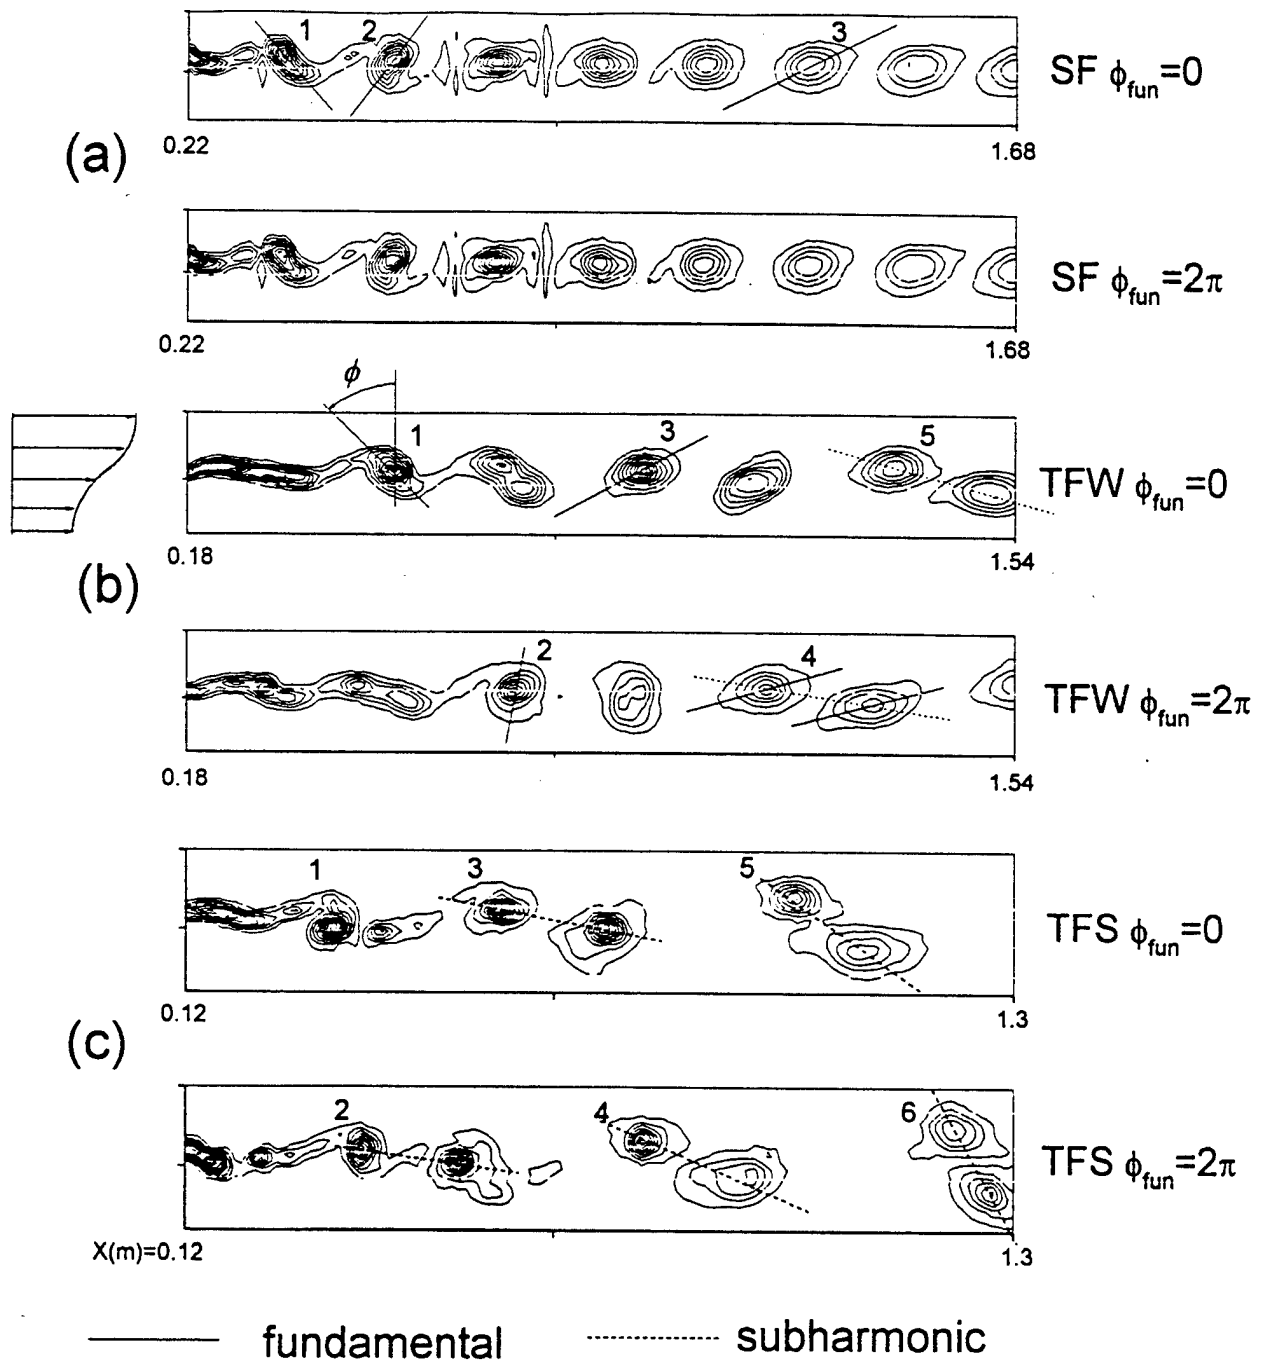 1 2 3
SF ϕfun=0
0.22 1.68
(a)
SF ϕfun=2π
0.22 1.68
ϕ
1 3 5
TFW ϕfun=0
0.18 1.54
(b)
2 4
TFW ϕfun=2π
0.18 1.54
1 3 5
TFS ϕfun=0
0.12 1.3
(c)
2 4 6
TFS ϕfun=2π
X(m)=0.12 1.3
fundamental subharmonic